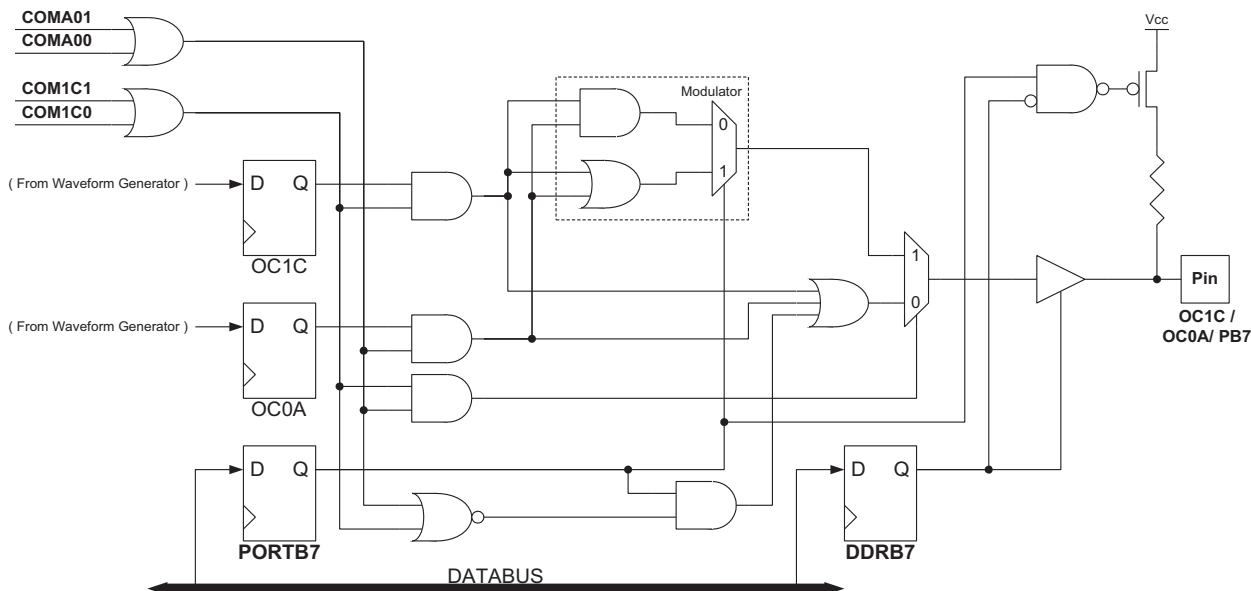 COMA01
COMA00
Vcc
COM1C1
COM1C0
Modulator
0
1
( From Waveform Generator )
D Q
OC1C
1
0
Pin
OC1C /
OC0A/ PB7
( From Waveform Generator )
D Q
OC0A
D Q
PORTB7
D Q
DDRB7
DATABUS